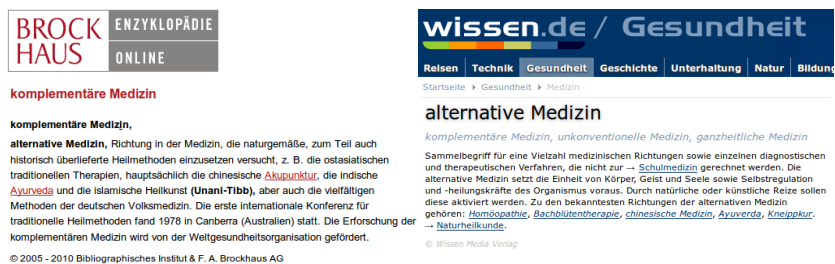 BROCK
HAUS
ENZYKLOPÄDIE
ONLINE
komplementäre Medizin
komplementäre Medizin,
alternative Medizin, Richtung in der Medizin, die naturgemäße, zum Teil auch
historisch überlieferte Heilmethoden einzusetzen versucht, z. B. die ostasiatischen
traditionellen Therapien, hauptsächlich die chinesische Akupunktur, die indische
Ayurveda und die islamische Heilkunst (Unani-Tibb), aber auch die vielfältigen
Methoden der deutschen Volksmedizin. Die erste internationale Konferenz für
traditionelle Heilmethoden fand 1978 in Canberra (Australien) statt. Die Erforschung der
komplementären Medizin wird von der Weltgesundheitsorganisation gefördert.
© 2005 - 2010 Bibliographisches Institut & F. A. Brockhaus AG
wissen.de / Gesundheit
Reisen Technik Gesundheit Geschichte Unterhaltung Natur Bildung
Startseite Gesundheit Medizin
alternative Medizin
komplementäre Medizin, unkonventionelle Medizin, ganzheitliche Medizin
Sammelbegriff für eine Vielzahl medizinischen Richtungen sowie einzelnen diagnostischen
und therapeutischen Verfahren, die nicht zur → Schulmedizin gerechnet werden. Die
alternative Medizin setzt die Einheit von Körper, Geist und Seele sowie Selbstregulation
und -heilungskräfte des Organismus voraus. Durch natürliche oder künstliche Reize sollen
diese aktiviert werden. Zu den bekanntesten Richtungen der alternativen Medizin
gehören: Homöopathie, Bachblütentherapie, chinesische Medizin, Ayuverda, Kneippkur.
→ Naturheilkunde.
© Wissen Media Verlag